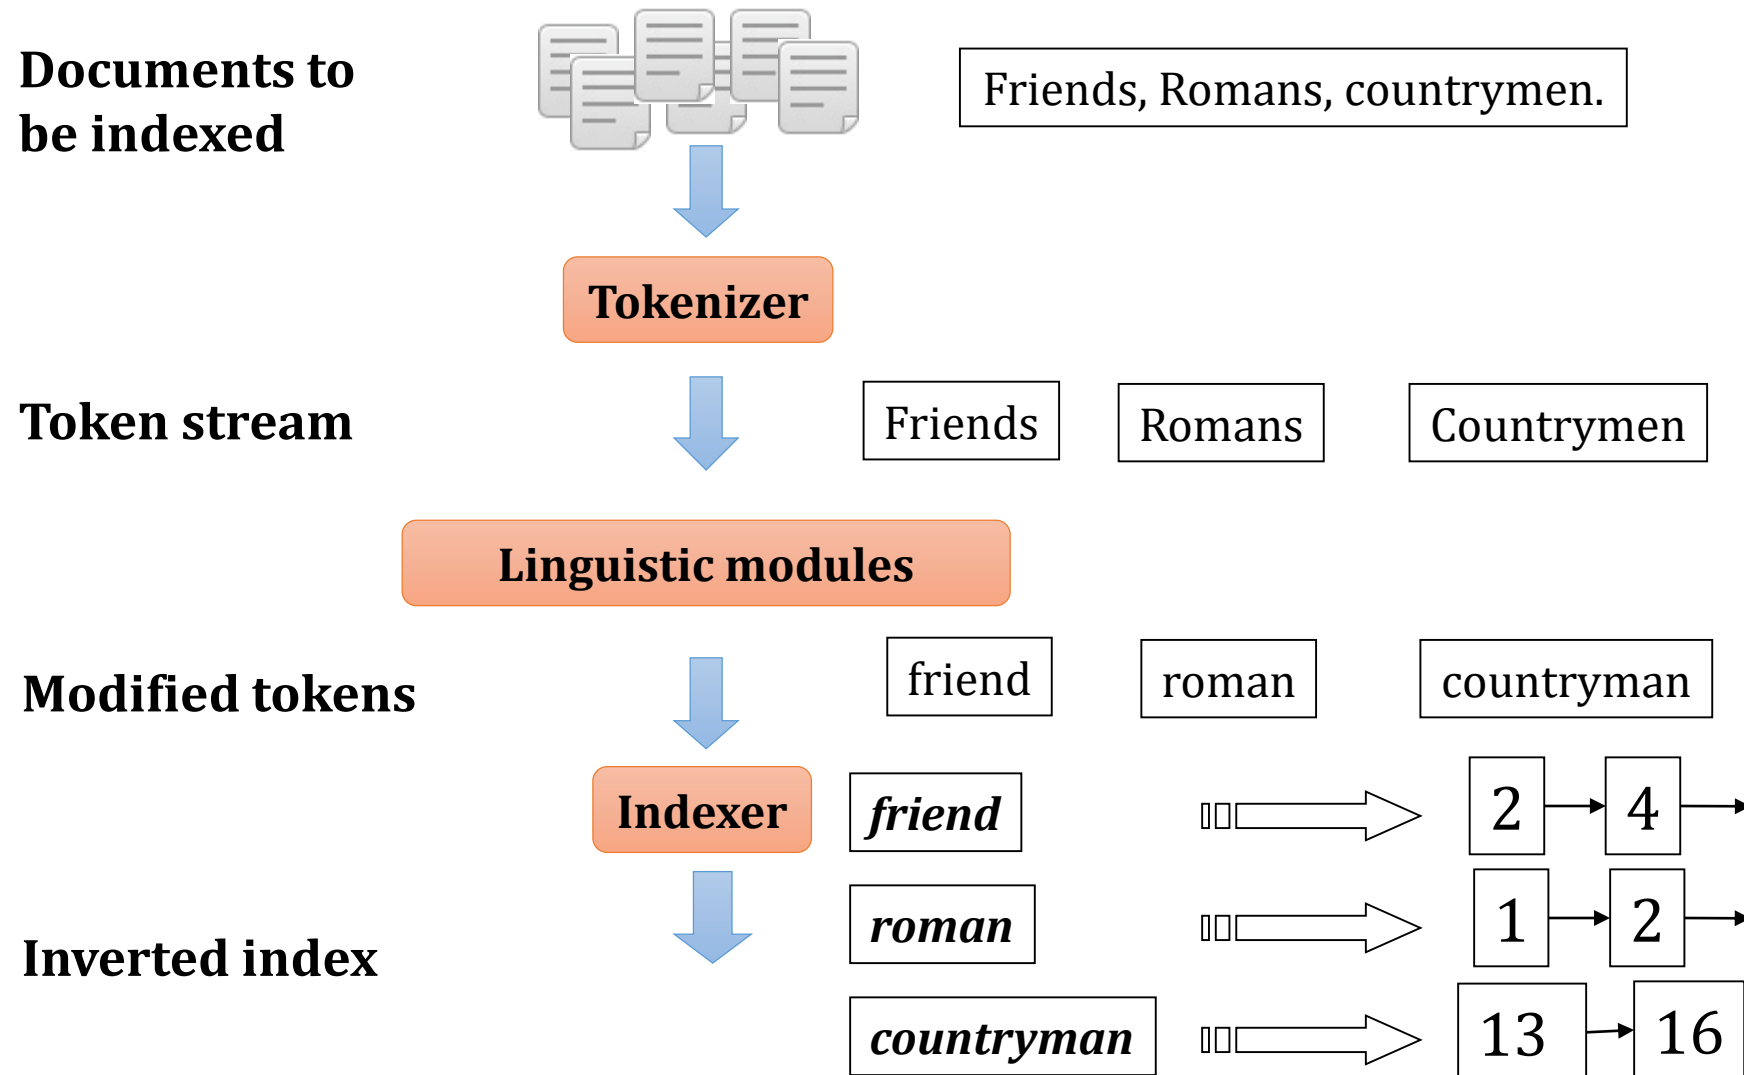 Documents to
be indexed
Friends, Romans, countrymen.
Tokenizer
Token stream
Friends Romans Countrymen
Linguistic modules
Modified tokens
friend roman countryman
Indexer
friend 2 4
roman 1 2
Inverted index
countryman 13 16